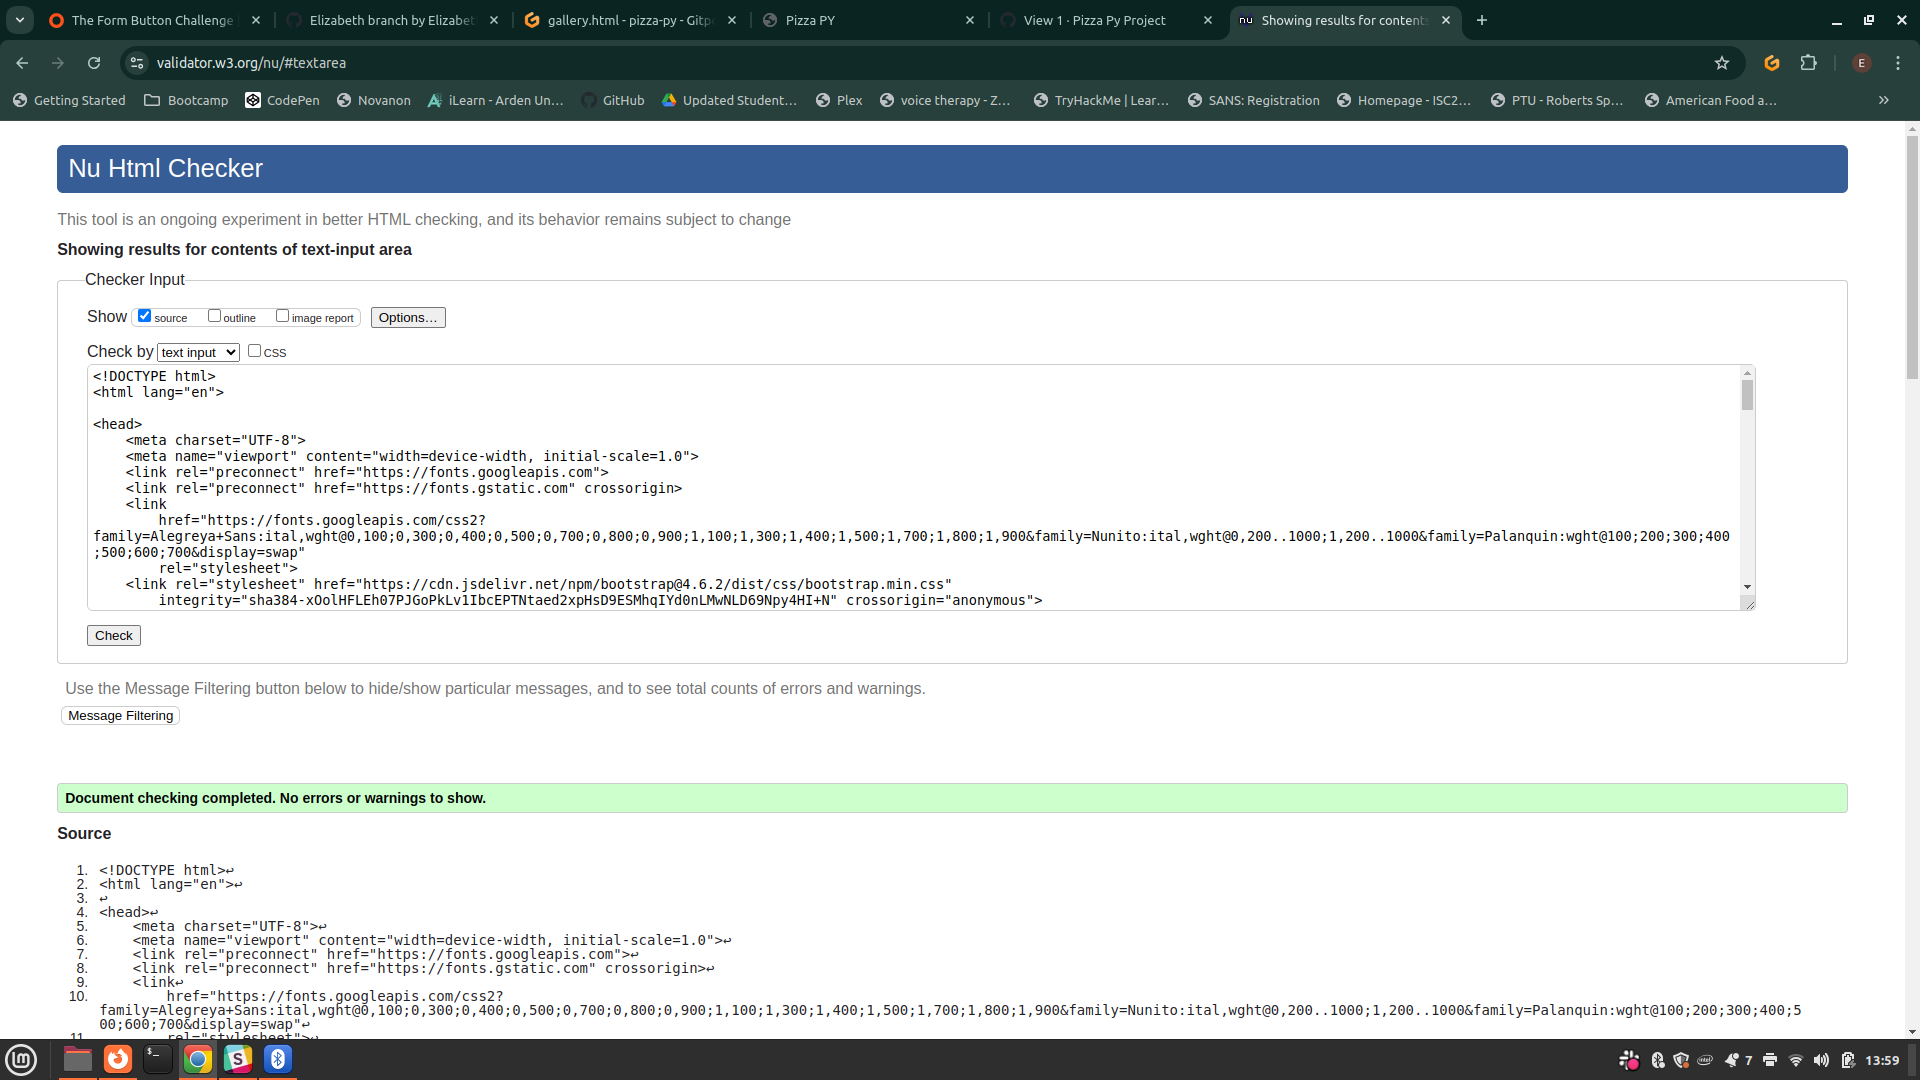 The Form Button Challenge
Elizabeth branch by Elizabet
gallery.html - pizza-py - Gitp
Pizza PY
View 1 · Pizza Py Project
nu Showing results for content
validator.w3.org/nu/#textarea
E
Getting Started
Bootcamp
CodePen
Novanon
iLearn - Arden Un...
GitHub
Updated Student...
Plex
voice therapy - Z...
TryHackMe | Lear...
SANS: Registration
Homepage - ISC2...
PTU - Roberts Sp...
American Food a...
Nu Html Checker
This tool is an ongoing experiment in better HTML checking, and its behavior remains subject to change
Showing results for contents of text-input area
Checker Input
Show source outline image report Options...
Check by text input CSS
<!DOCTYPE html>
<html lang="en">
<head>
<meta charset="UTF-8">
<meta name="viewport" content="width=device-width, initial-scale=1.0">
<link rel="preconnect" href="https://fonts.googleapis.com">
<link rel="preconnect" href="https://fonts.gstatic.com" crossorigin>
<link
href="https://fonts.googleapis.com/css2?
family=Alegreya+Sans:ital,wght@0,100;0,300;0,400;0,500;0,700;0,800;0,900;1,100;1,300;1,400;1,500;1,700;1,800;1,900&family=Nunito:ital,wght@0,200..1000;1,200..1000&family=Palanquin:wght@100;200;300;400
;500;600;700&display=swap"
rel="stylesheet">
<link rel="stylesheet" href="https://cdn.jsdelivr.net/npm/bootstrap@4.6.2/dist/css/bootstrap.min.css"
integrity="sha384-xOolHFLEh07PJGoPkLv1IbcEPTNtaed2xpHsD9ESMhqIYd0nLMwNLD69Npy4HI+N" crossorigin="anonymous">
Check
Use the Message Filtering button below to hide/show particular messages, and to see total counts of errors and warnings.
Message Filtering
Document checking completed. No errors or warnings to show.
Source
1. <!DOCTYPE html>↩
2. <html lang="en">↩
3. ↩
4. <head>↩
5. <meta charset="UTF-8">↩
6. <meta name="viewport" content="width=device-width, initial-scale=1.0">↩
7. <link rel="preconnect" href="https://fonts.googleapis.com">↩
8. <link rel="preconnect" href="https://fonts.gstatic.com" crossorigin>↩
9. <link↩
10. href="https://fonts.googleapis.com/css2?
family=Alegreya+Sans:ital,wght@0,100;0,300;0,400;0,500;0,700;0,800;0,900;1,100;1,300;1,400;1,500;1,700;1,800;1,900&family=Nunito:ital,wght@0,200..1000;1,200..1000&family=Palanquin:wght@100;200;300;400;5
00;600;700&display=swap"↩
11. rel="stylesheet">↩
7
13:59